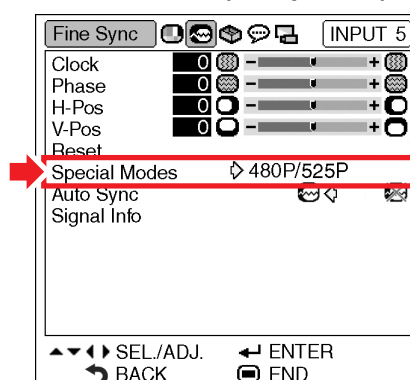 Fine Sync INPUT 5
Clock 0 - +
Phase 0 - +
H-Pos 0 - +
V-Pos 0 - +
Reset
Special Modes 480P/525P
Auto Sync
Signal Info
SEL./ADJ. ENTER
BACK END